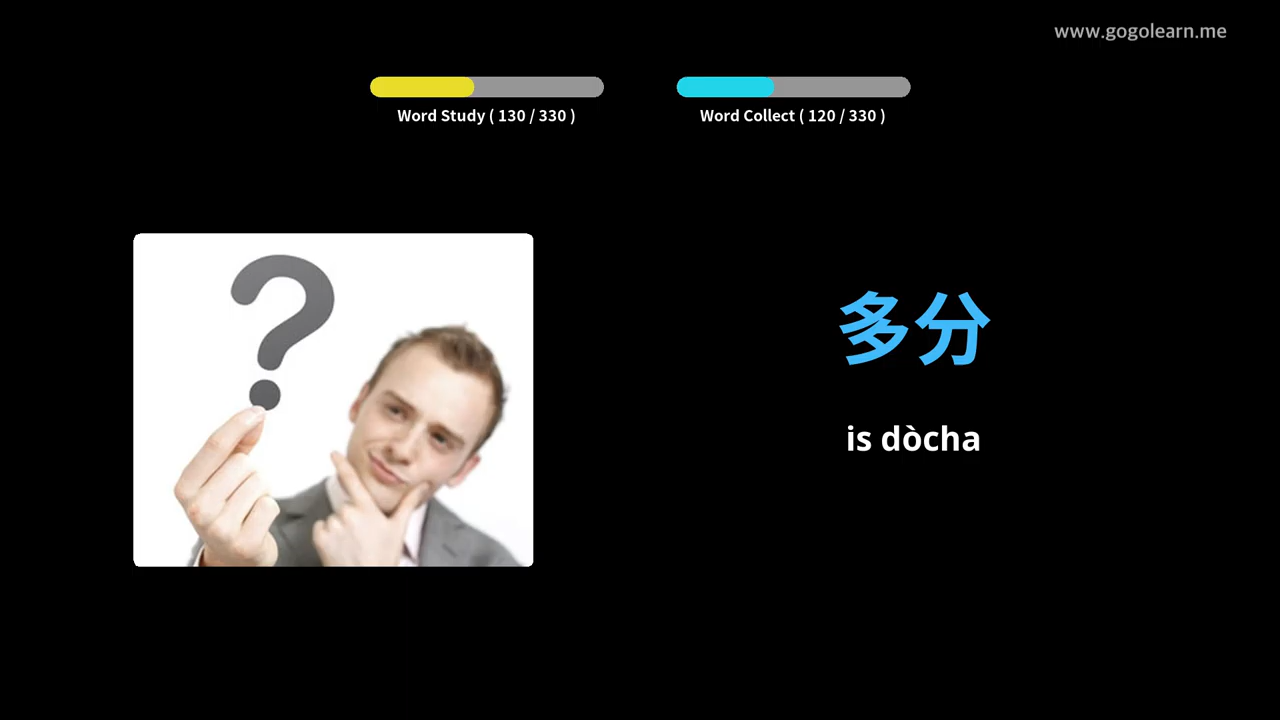 www.gogolearn.me
Word Study ( 130 / 330 )
Word Collect ( 120 / 330 )
多分
is dòcha